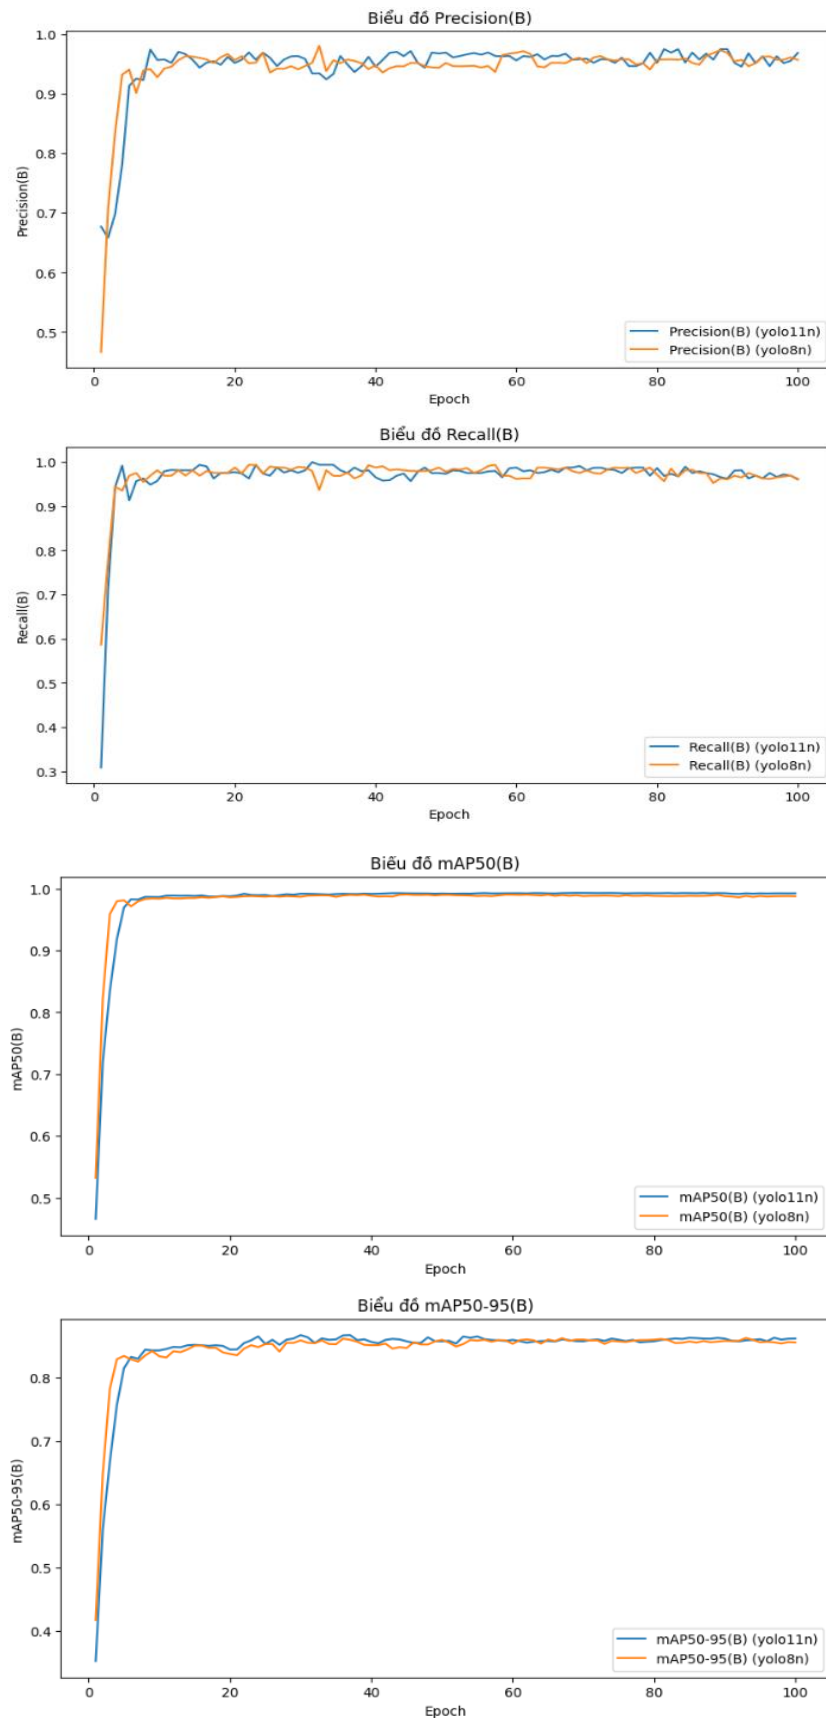 Biểu đồ Precision(B)
1.0
0.9
0.8
0.7
0.6
0.5
Precision(B)
Precision(B) (yolo11n)
Precision(B) (yolo8n)
0 20 40 60 80 100
Epoch
Biểu đồ Recall(B)
1.0
0.9
0.8
0.7
0.6
0.5
0.4
0.3
Recall(B)
Recall(B) (yolo11n)
Recall(B) (yolo8n)
0 20 40 60 80 100
Epoch
Biểu đồ mAP50(B)
1.0
0.9
0.8
0.7
0.6
0.5
mAP50(B)
mAP50(B) (yolo11n)
mAP50(B) (yolo8n)
0 20 40 60 80 100
Epoch
Biểu đồ mAP50-95(B)
0.8
0.7
0.6
0.5
0.4
mAP50-95(B)
mAP50-95(B) (yolo11n)
mAP50-95(B) (yolo8n)
0 20 40 60 80 100
Epoch